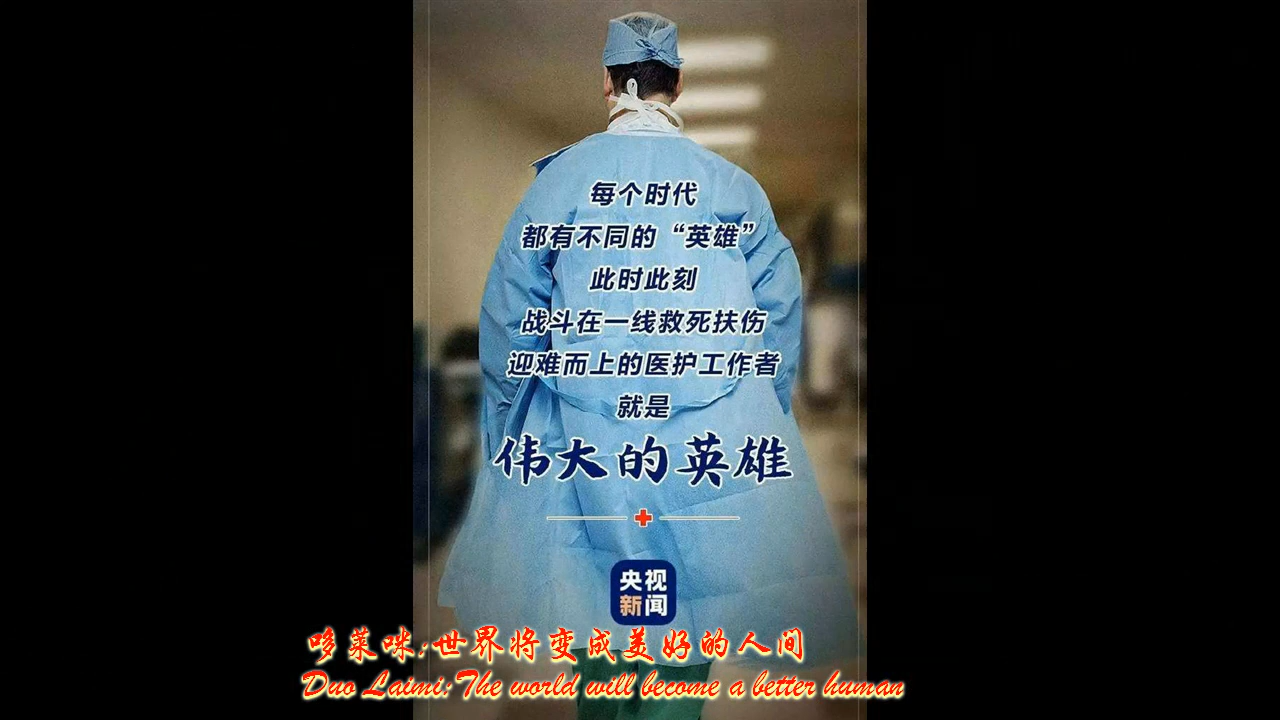 每个时代
都有不同的“英雄”
此时此刻
战斗在一线救死扶伤
迎难而上的医护工作者
就是
伟大的英雄
央视
新闻
哆莱咪:世界将变成美好的人间
Duo Laimi:The world will become a better human